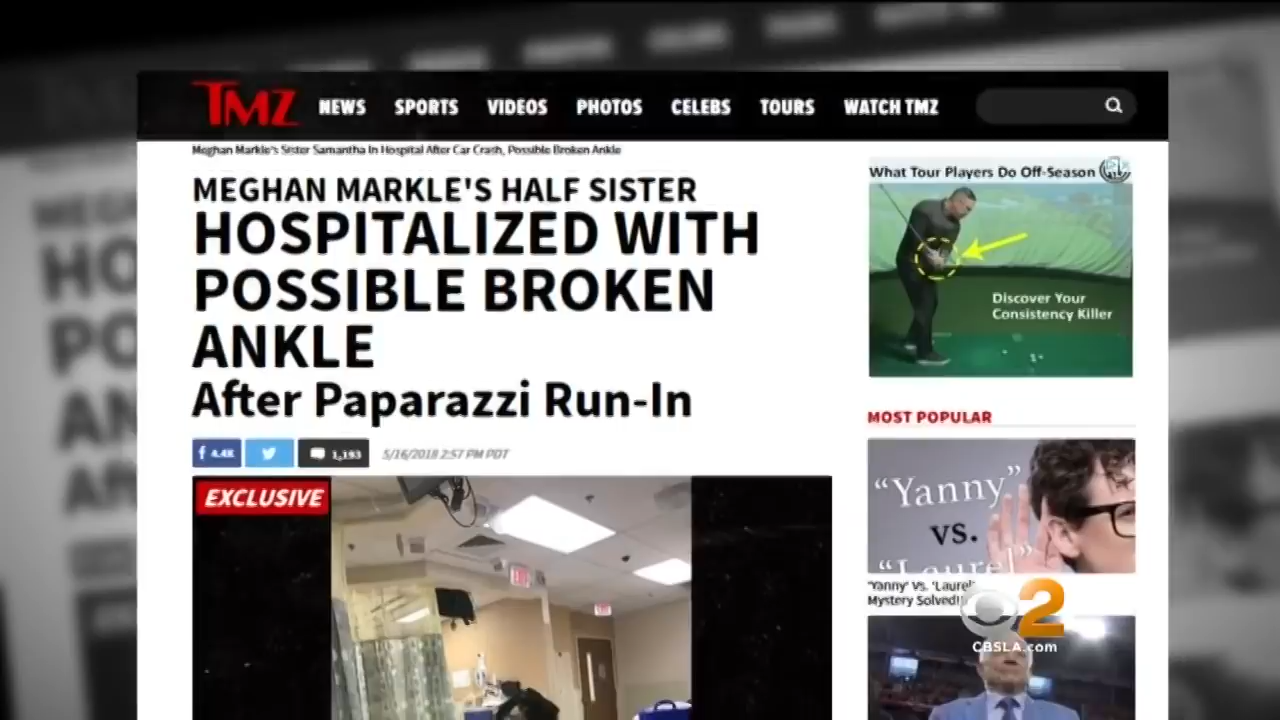 TMZ
NEWS SPORTS VIDEOS PHOTOS CELEBS TOURS WATCH TMZ
Meghan Markle's Sister Samantha In Hospital After Car Crash, Possible Broken Ankle
MEGHAN MARKLE'S HALF SISTER
HOSPITALIZED WITH
POSSIBLE BROKEN
ANKLE
After Paparazzi Run-In
f 4.4K
1,193
5/16/2018 2:57 PM PDT
EXCLUSIVE
What Tour Players Do Off-Season
Discover Your
Consistency Killer
MOST POPULAR
“Yanny”
vs.
“Laurel”
'Yanny' Vs. 'Laurel'
Mystery Solved!
2
CBSLA.com